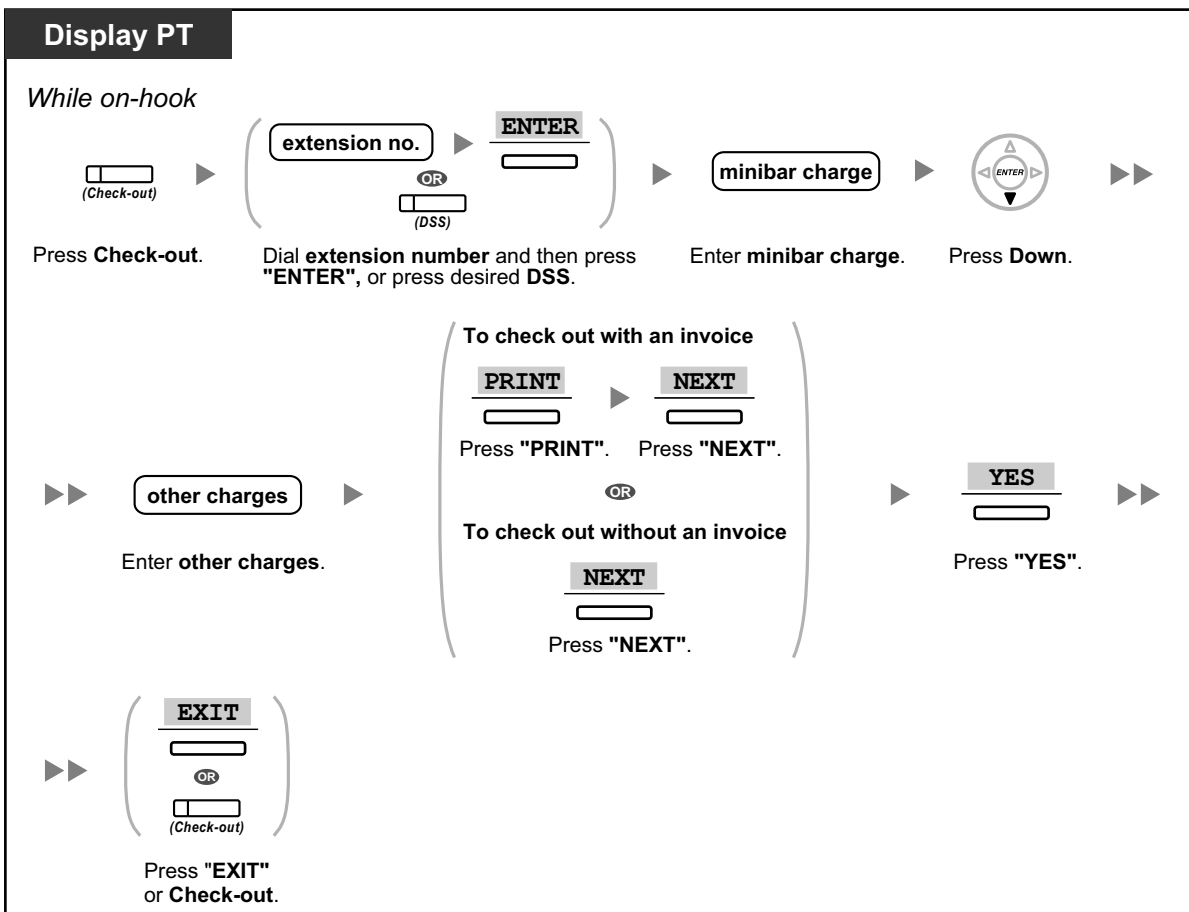 Display PT
While on-hook
(Check-out)
extension no.
ENTER
OR
(DSS)
minibar charge
ENTER
Press Check-out.
Dial extension number and then press
"ENTER", or press desired DSS.
Enter minibar charge.
Press Down.
other charges
Enter other charges.
To check out with an invoice
PRINT
NEXT
Press "PRINT".
Press "NEXT".
OR
To check out without an invoice
NEXT
Press "NEXT".
YES
Press "YES".
EXIT
OR
(Check-out)
Press "EXIT"
or Check-out.